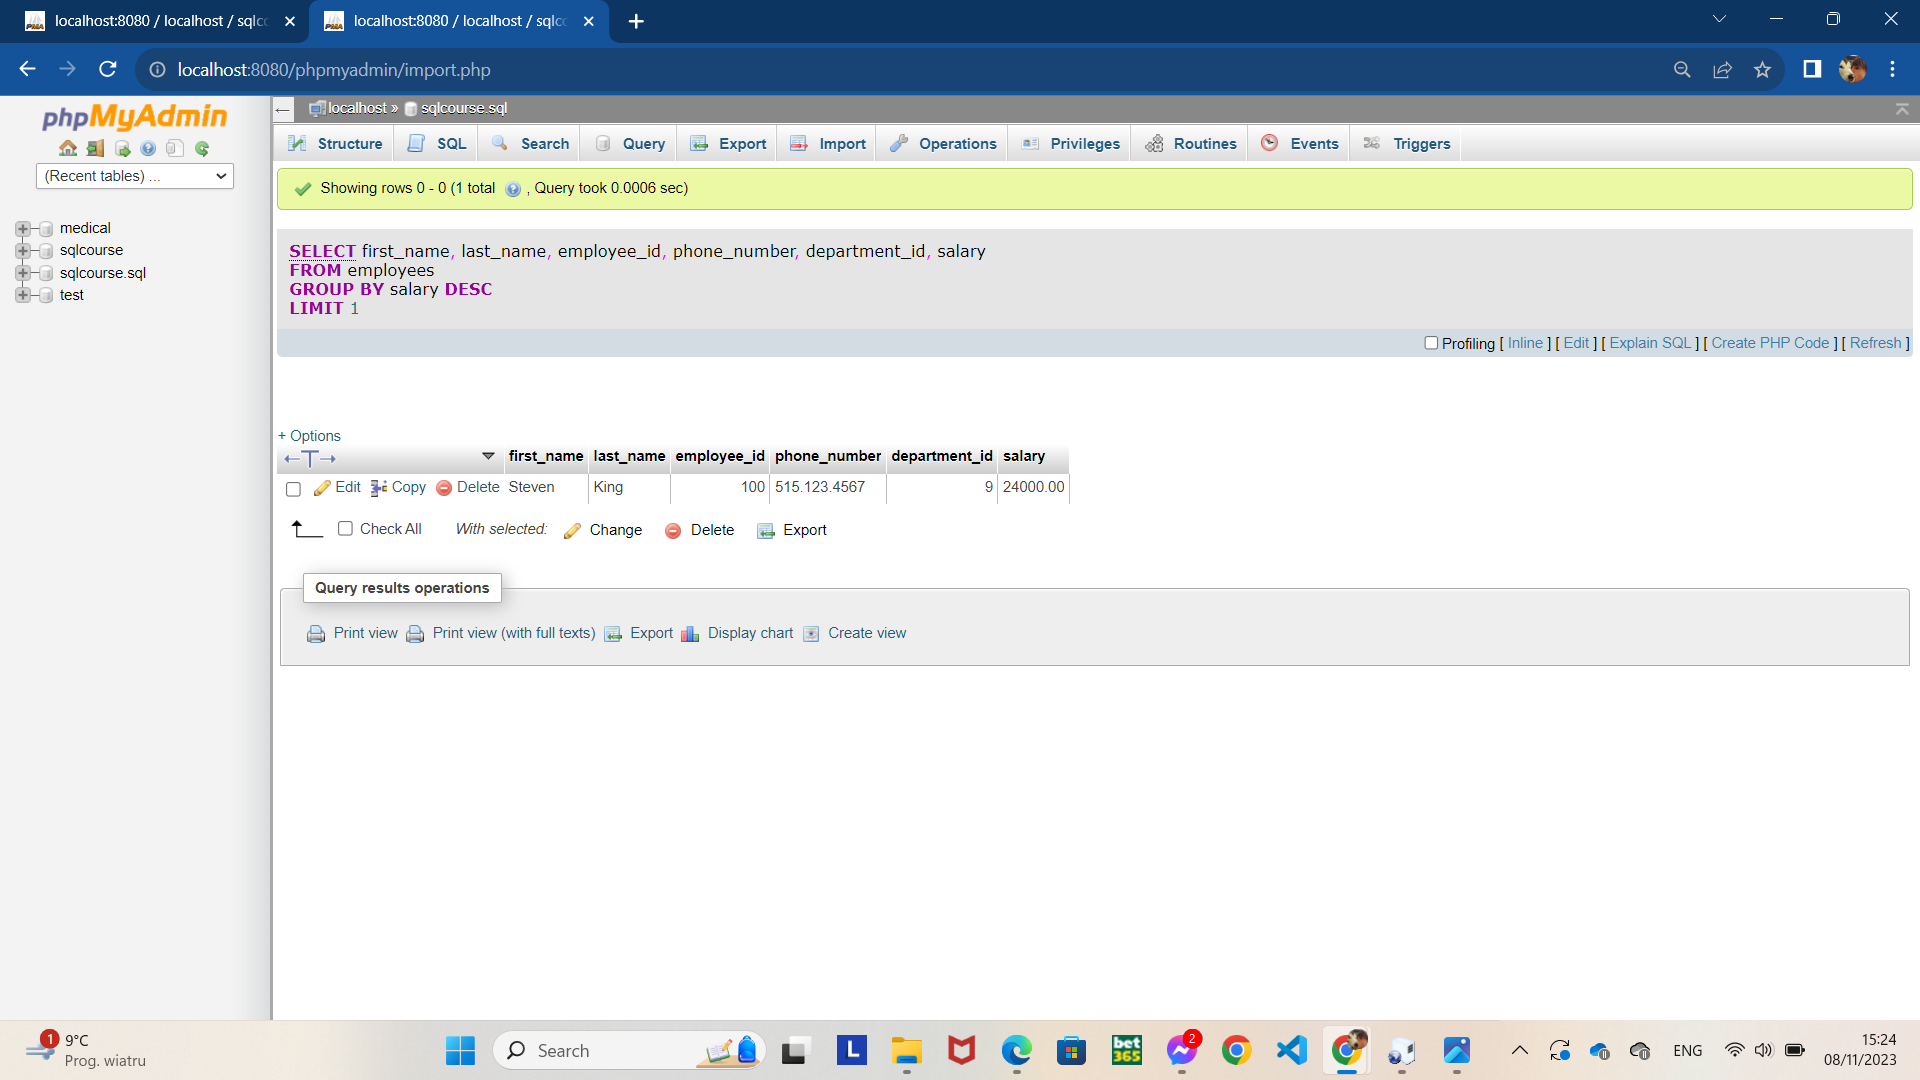 localhost:8080 / localhost / sqlcc
localhost:8080 / localhost / sqlcc
localhost:8080/phpmyadmin/import.php
phpMyAdmin
(Recent tables) ...
medical
sqlcourse
sqlcourse.sql
test
localhost » sqlcourse.sql
Structure SQL Search Query Export Import Operations Privileges Routines Events Triggers
Showing rows 0 - 0 (1 total , Query took 0.0006 sec)
SELECT first_name, last_name, employee_id, phone_number, department_id, salary
FROM employees
GROUP BY salary DESC
LIMIT 1
Profiling [ Inline ] [ Edit ] [ Explain SQL ] [ Create PHP Code ] [ Refresh ]
+ Options
←T→ first_name last_name employee_id phone_number department_id salary
Edit Copy Delete Steven King 100 515.123.4567 9 24000.00
Check All With selected: Change Delete Export
Query results operations
Print view Print view (with full texts) Export Display chart Create view
1 9°C
Prog. wiatru
Search
L
bet
365
2
ENG
15:24
08/11/2023